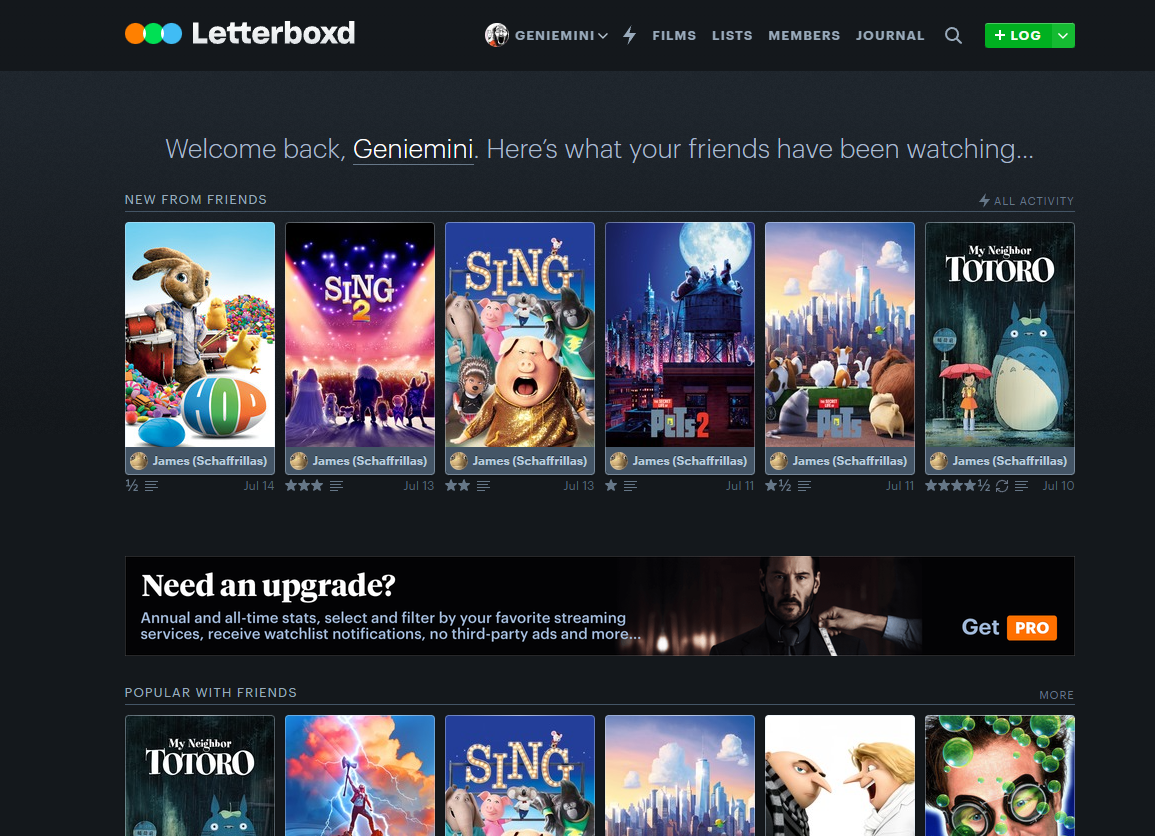 Letterboxd
GENIEMINI FILMS LISTS MEMBERS JOURNAL + LOG
Welcome back, Geniemini. Here’s what your friends have been watching…
NEW FROM FRIENDS
ALL ACTIVITY
HOP
SING
2
SING
THE SECRET LIFE OF
PETS 2
THE SECRET LIFE OF
PETS
My Neighbor
TOTORO
James (Schaffrillas) James (Schaffrillas) James (Schaffrillas) James (Schaffrillas) James (Schaffrillas) James (Schaffrillas)
½ Jul 14 ★★★ Jul 13 ★★ Jul 13 ★ Jul 11 ★½ Jul 11 ★★★★½ Jul 10
Need an upgrade?
Annual and all-time stats, select and filter by your favorite streaming
services, receive watchlist notifications, no third-party ads and more…
Get PRO
POPULAR WITH FRIENDS
MORE
My Neighbor
TOTORO
SING